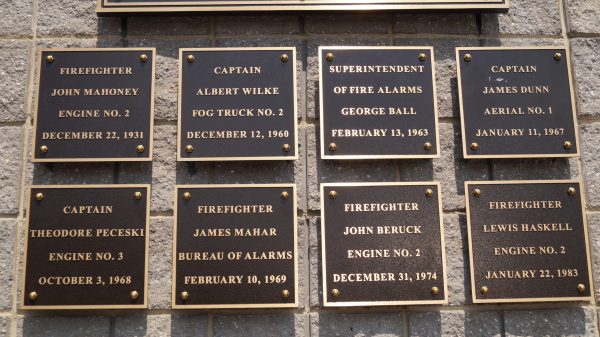 FIREFIGHTER
JOHN MAHONEY
ENGINE NO. 2
DECEMBER 22, 1931
CAPTAIN
ALBERT WILKE
FOG TRUCK NO. 2
DECEMBER 12, 1960
SUPERINTENDENT
OF FIRE ALARMS
GEORGE BALL
FEBRUARY 13, 1963
CAPTAIN
JAMES DUNN
AERIAL NO. 1
JANUARY 11, 1967
CAPTAIN
THEODORE PECESKI
ENGINE NO. 3
OCTOBER 3, 1968
FIREFIGHTER
JAMES MAHAR
BUREAU OF ALARMS
FEBRUARY 10, 1969
FIREFIGHTER
JOHN BERUCK
ENGINE NO. 2
DECEMBER 31, 1974
FIREFIGHTER
LEWIS HASKELL
ENGINE NO. 2
JANUARY 22, 1983